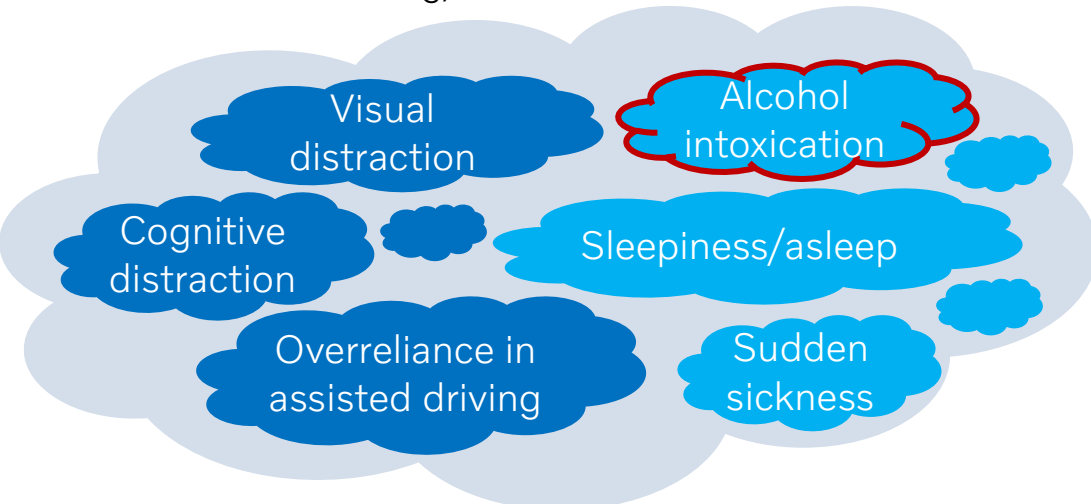 Visual
distraction
Alcohol
intoxication
Cognitive
distraction
Sleepiness/asleep
Overreliance in
assisted driving
Sudden
sickness